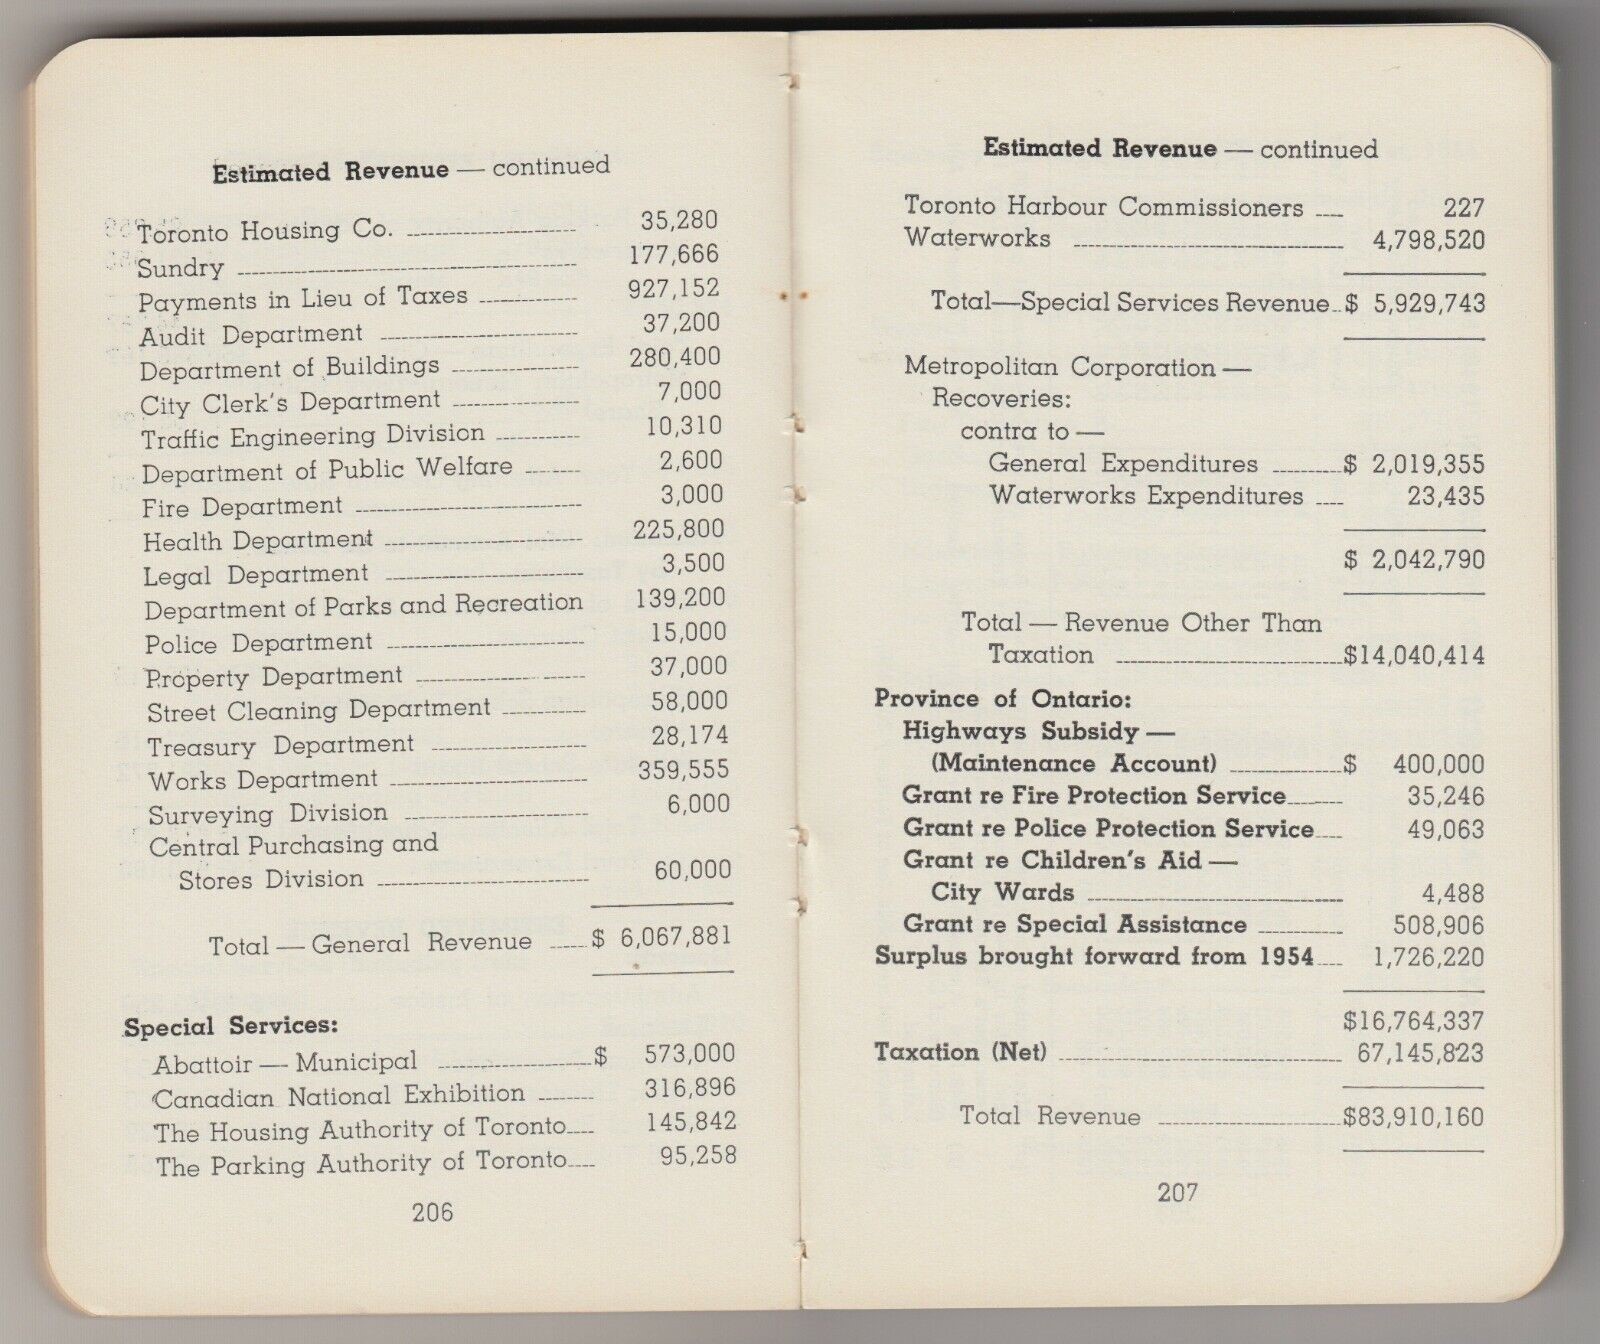 Estimated Revenue — continued
Toronto Housing Co. 35,280
Sundry 177,666
Payments in Lieu of Taxes 927,152
Audit Department 37,200
Department of Buildings 280,400
City Clerk's Department 7,000
Traffic Engineering Division 10,310
Department of Public Welfare 2,600
Fire Department 3,000
Health Department 225,800
Legal Department 3,500
Department of Parks and Recreation 139,200
Police Department 15,000
Property Department 37,000
Street Cleaning Department 58,000
Treasury Department 28,174
Works Department 359,555
Surveying Division 6,000
Central Purchasing and
Stores Division 60,000
Total — General Revenue $ 6,067,881
Special Services:
Abattoir — Municipal $ 573,000
Canadian National Exhibition 316,896
The Housing Authority of Toronto 145,842
The Parking Authority of Toronto 95,258
206
Estimated Revenue — continued
Toronto Harbour Commissioners 227
Waterworks 4,798,520
Total—Special Services Revenue $ 5,929,743
Metropolitan Corporation —
Recoveries:
contra to —
General Expenditures $ 2,019,355
Waterworks Expenditures 23,435
$ 2,042,790
Total — Revenue Other Than
Taxation $14,040,414
Province of Ontario:
Highways Subsidy —
(Maintenance Account) $ 400,000
Grant re Fire Protection Service 35,246
Grant re Police Protection Service 49,063
Grant re Children's Aid —
City Wards 4,488
Grant re Special Assistance 508,906
Surplus brought forward from 1954 1,726,220
$16,764,337
Taxation (Net) 67,145,823
Total Revenue $83,910,160
207